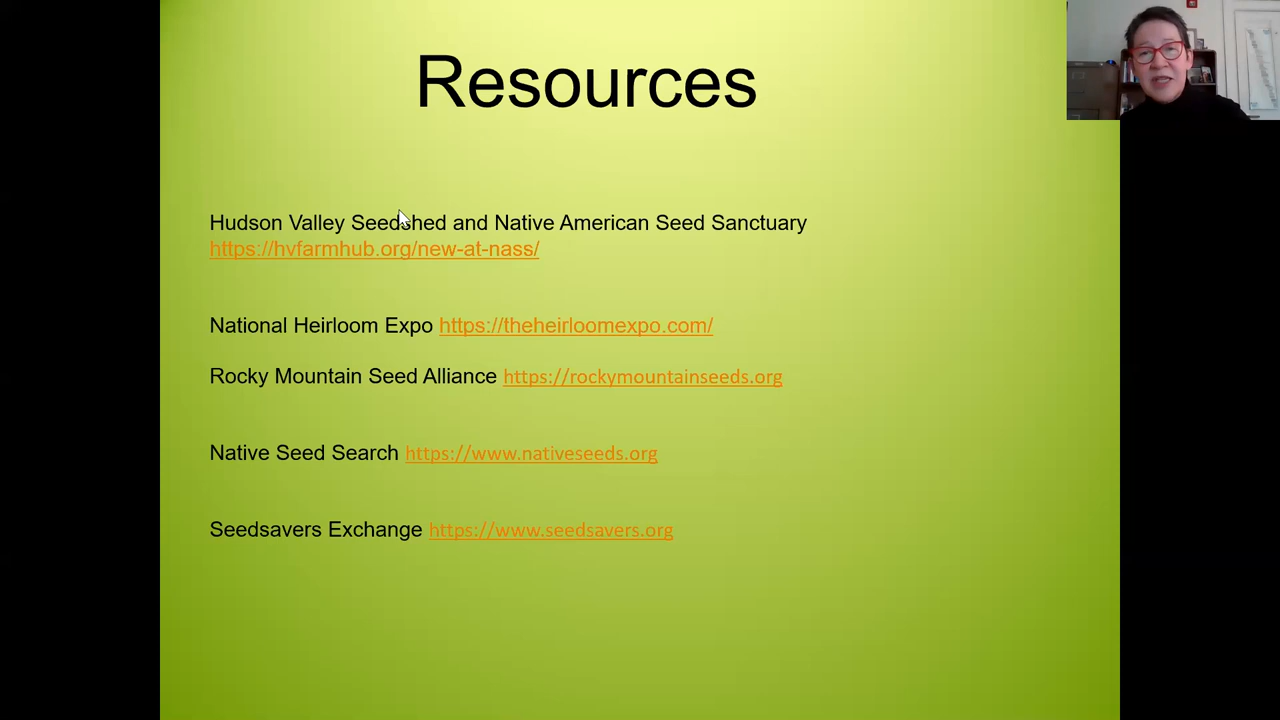 Resources
Hudson Valley Seedshed and Native American Seed Sanctuary
https://hvfarmhub.org/new-at-nass/
National Heirloom Expo https://theheirloomexpo.com/
Rocky Mountain Seed Alliance https://rockymountainseeds.org
Native Seed Search https://www.nativeseeds.org
Seedsavers Exchange https://www.seedsavers.org